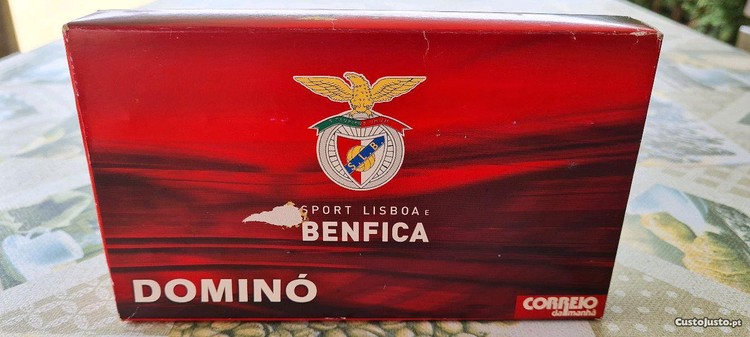 S.L.B.
SPORT LISBOA E
BENFICA
DOMINÓ
CORREIO
da manhã
CustoJusto.pt